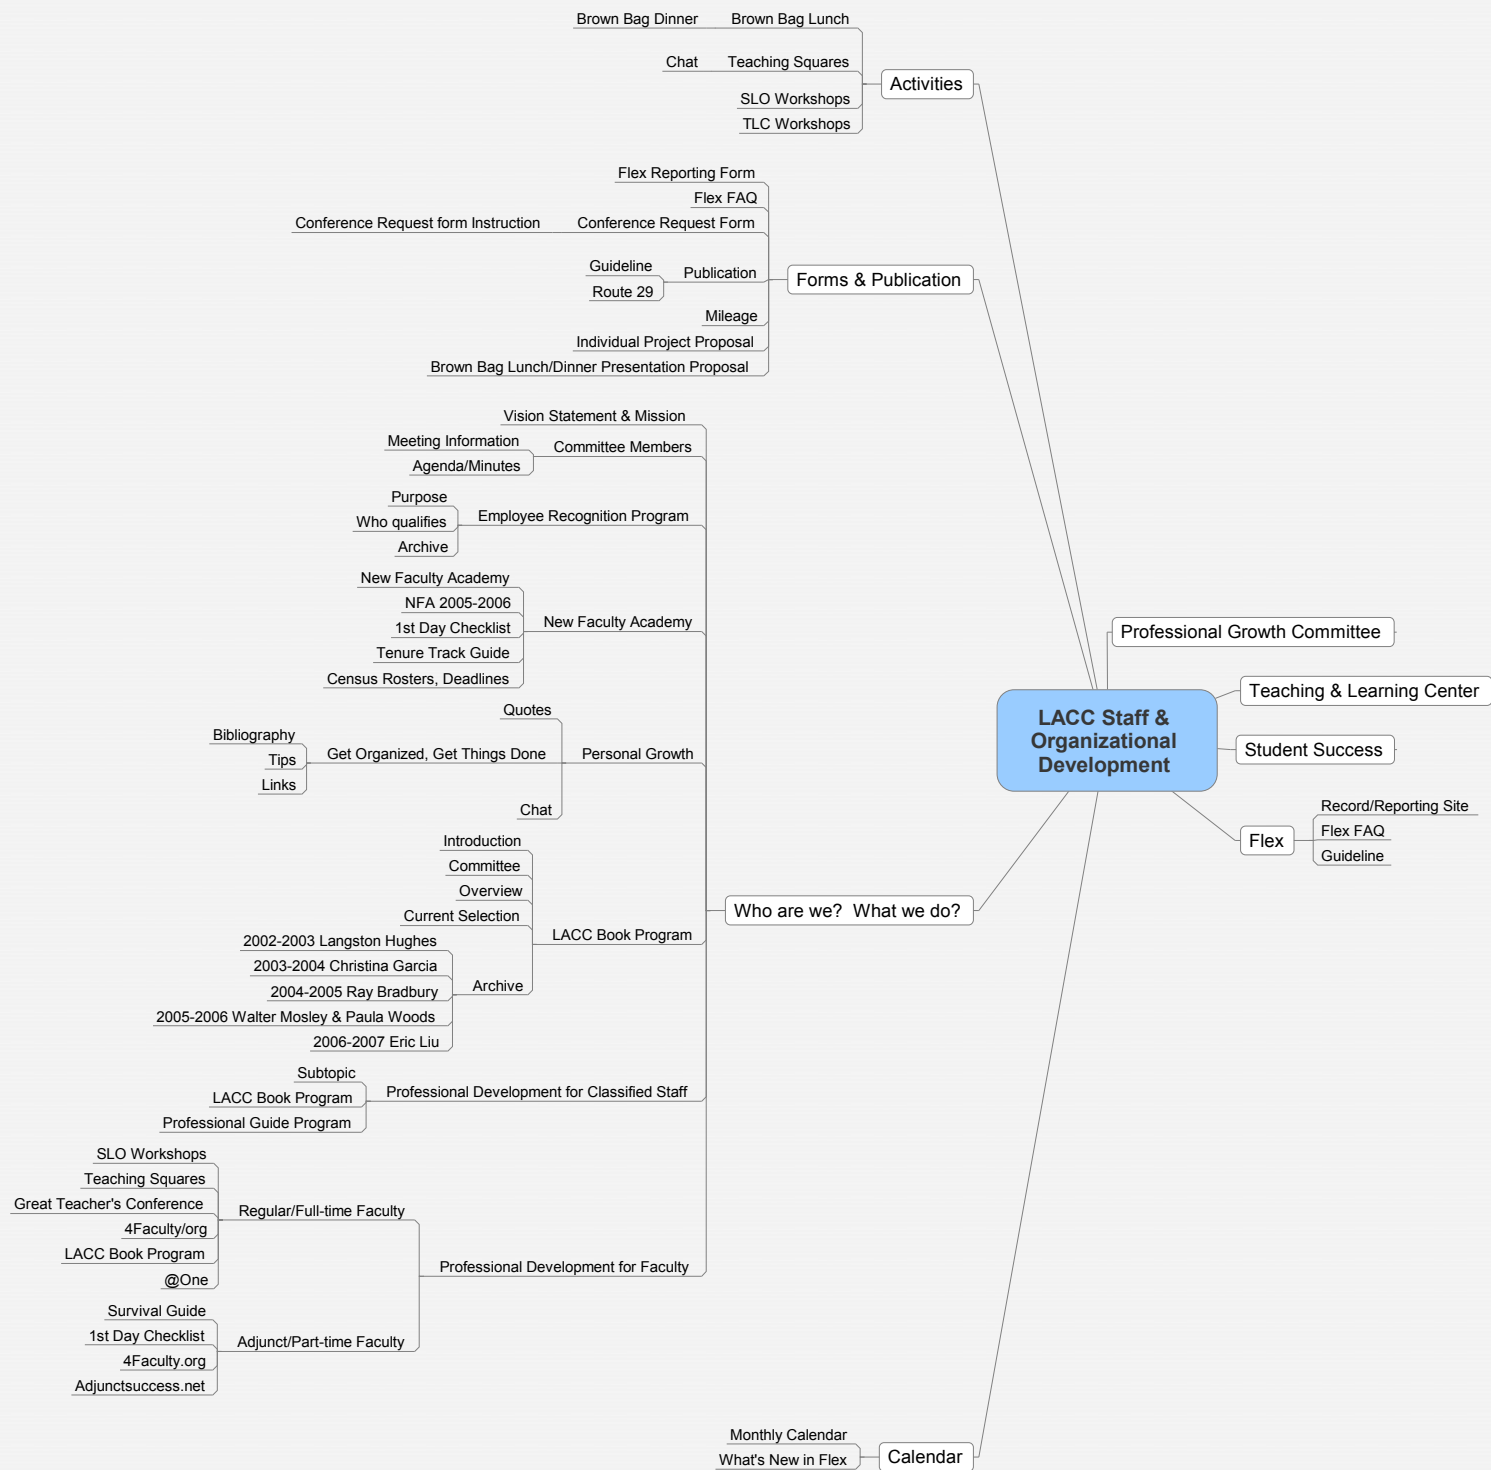 Brown Bag Dinner
Brown Bag Lunch
Chat
Teaching Squares
SLO Workshops
TLC Workshops
Activities
Flex Reporting Form
Flex FAQ
Conference Request form Instruction
Conference Request Form
Guideline
Route 29
Publication
Mileage
Individual Project Proposal
Brown Bag Lunch/Dinner Presentation Proposal
Forms & Publication
Vision Statement & Mission
Meeting Information
Agenda/Minutes
Committee Members
Purpose
Who qualifies
Archive
Employee Recognition Program
New Faculty Academy
NFA 2005-2006
1st Day Checklist
Tenure Track Guide
Census Rosters, Deadlines
New Faculty Academy
Quotes
Bibliography
Tips
Links
Get Organized, Get Things Done
Chat
Personal Growth
Introduction
Committee
Overview
Current Selection
2002-2003 Langston Hughes
2003-2004 Christina Garcia
2004-2005 Ray Bradbury
2005-2006 Walter Mosley & Paula Woods
2006-2007 Eric Liu
Archive
LACC Book Program
Subtopic
LACC Book Program
Professional Guide Program
Professional Development for Classified Staff
SLO Workshops
Teaching Squares
Great Teacher's Conference
4Faculty/org
LACC Book Program
@One
Regular/Full-time Faculty
Survival Guide
1st Day Checklist
4Faculty.org
Adjunctsuccess.net
Adjunct/Part-time Faculty
Professional Development for Faculty
Who are we?  What we do?
Monthly Calendar
What's New in Flex
Calendar
LACC Staff &
Organizational
Development
Professional Growth Committee
Teaching & Learning Center
Student Success
Flex
Record/Reporting Site
Flex FAQ
Guideline